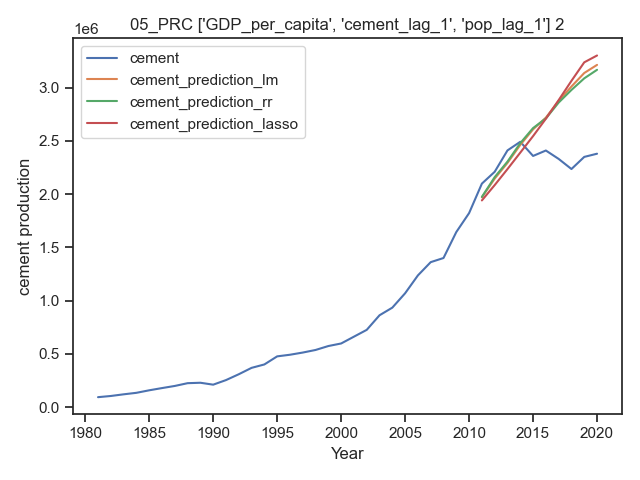 05_PRC ['GDP_per_capita', 'cement_lag_1', 'pop_lag_1'] 2
1e6
cement
cement_prediction_lm
cement_prediction_rr
cement_prediction_lasso
3.0
2.5
2.0
1.5
1.0
0.5
0.0
cement production
1980 1985 1990 1995 2000 2005 2010 2015 2020
Year